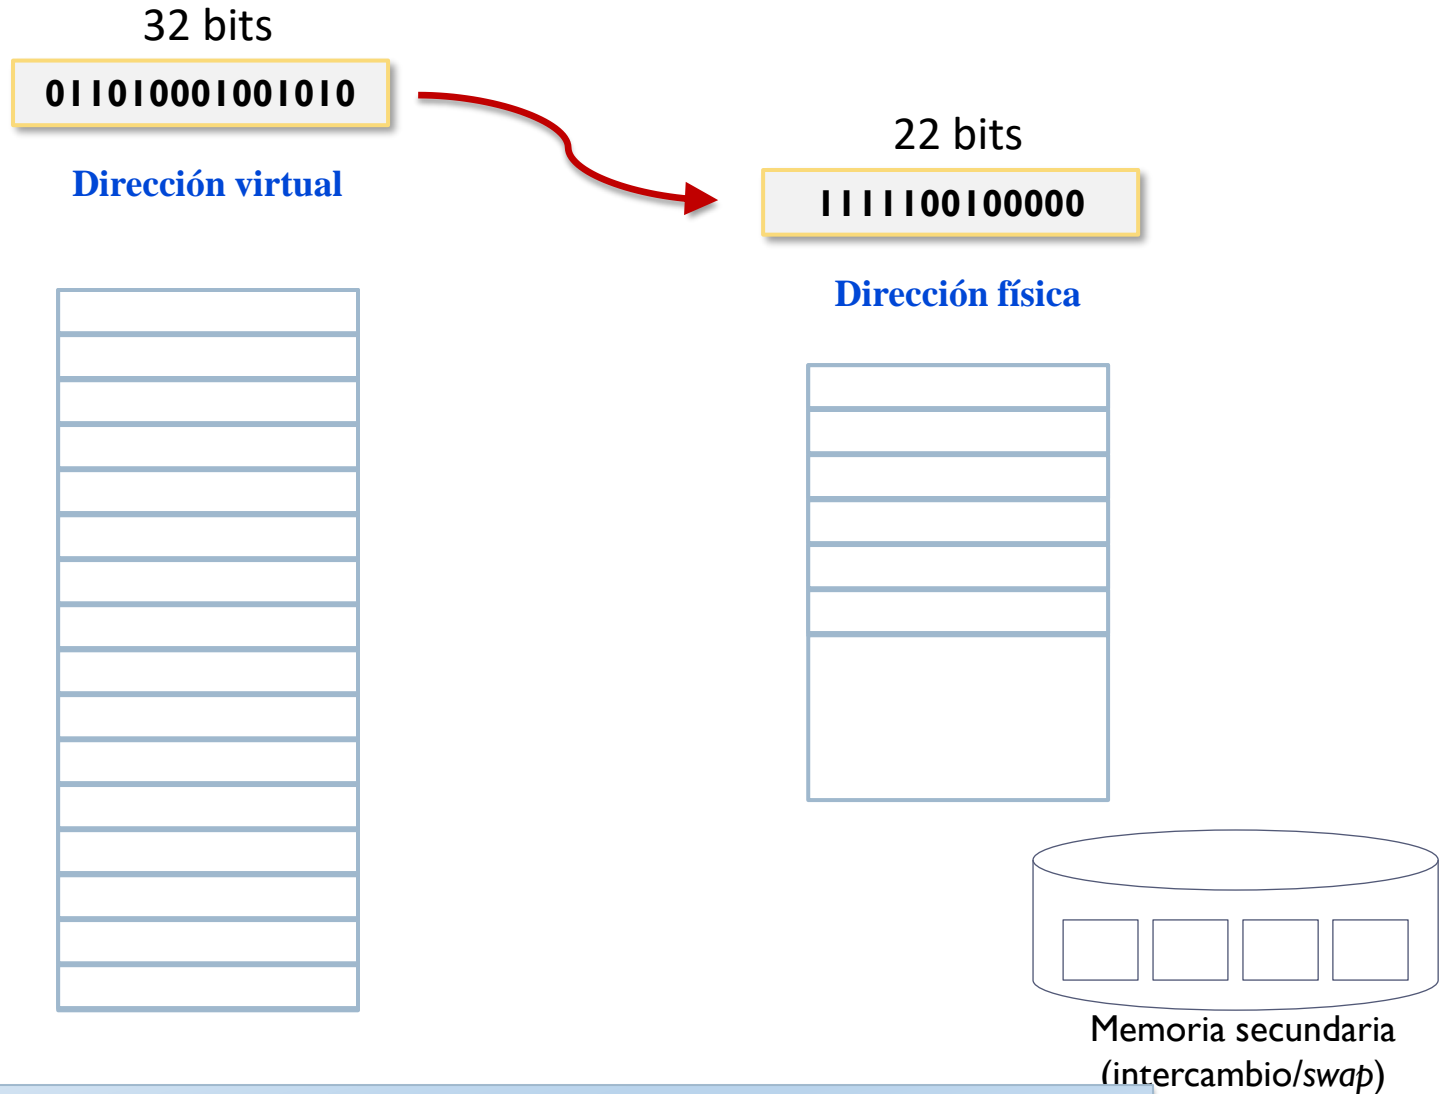 32 bits
011010001001010
Dirección virtual
22 bits
1111100100000
Dirección física
Memoria secundaria
(intercambio/swap)